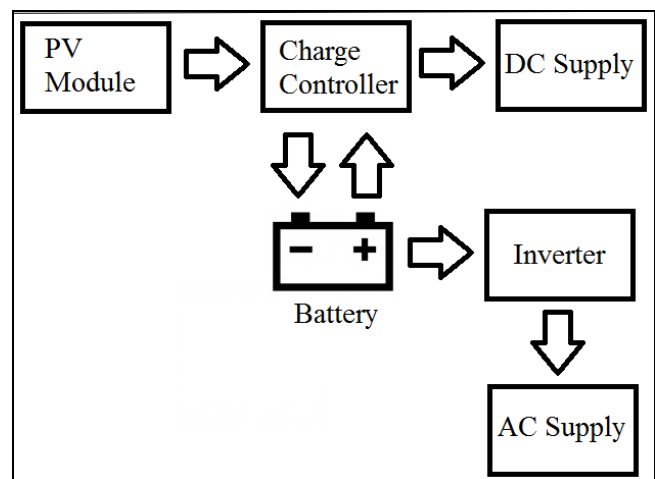 PV
Module
Charge
Controller
DC Supply
− +
Battery
Inverter
AC Supply